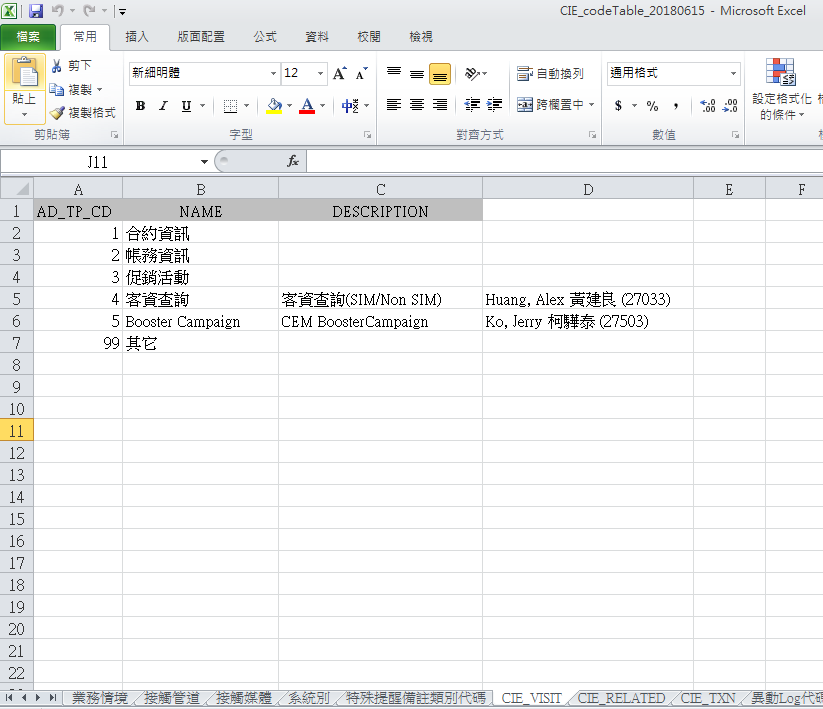 CIE_codeTable_20180615 - Microsoft Excel
檔案 常用 插入 版面配置 公式 資料 校閱 檢視
貼上
剪下
複製
複製格式
剪貼簿
新細明體 12 A A
B I U A 中
字型
自動換列
跨欄置中
對齊方式
通用格式
$ % , .00 .00
數值
設定格式化
的條件
J11 fx
A B C D E F
1 AD_TP_CD NAME DESCRIPTION
2 1 合約資訊
3 2 帳務資訊
4 3 促銷活動
5 4 客資查詢 客資查詢(SIM/Non SIM) Huang, Alex 黃建良 (27033)
6 5 Booster Campaign CEM BoosterCampaign Ko, Jerry 柯驊泰 (27503)
7 99 其它
8
9
10
11
12
13
14
15
16
17
18
19
20
21
22
業務情境 接觸管道 接觸媒體 系統別 特殊提醒備註類別代碼 CIE_VISIT CIE_RELATED CIE_TXN 異動Log代碼